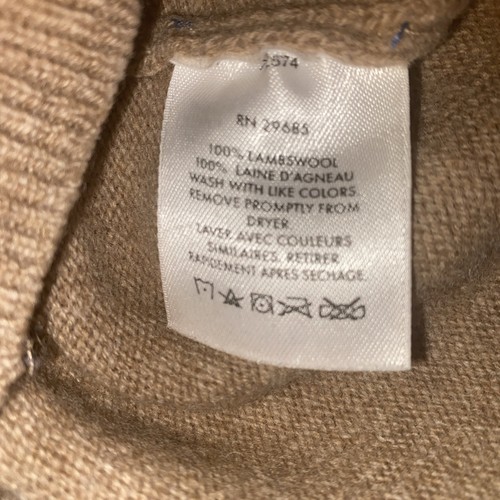 2574
RN 29685
100% LAMBSWOOL
100% LAINE D'AGNEAU
WASH WITH LIKE COLORS.
REMOVE PROMPTLY FROM
DRYER
LAVER AVEC COULEURS
SIMILAIRES. RETIRER
RAPIDEMENT APRES SECHAGE.